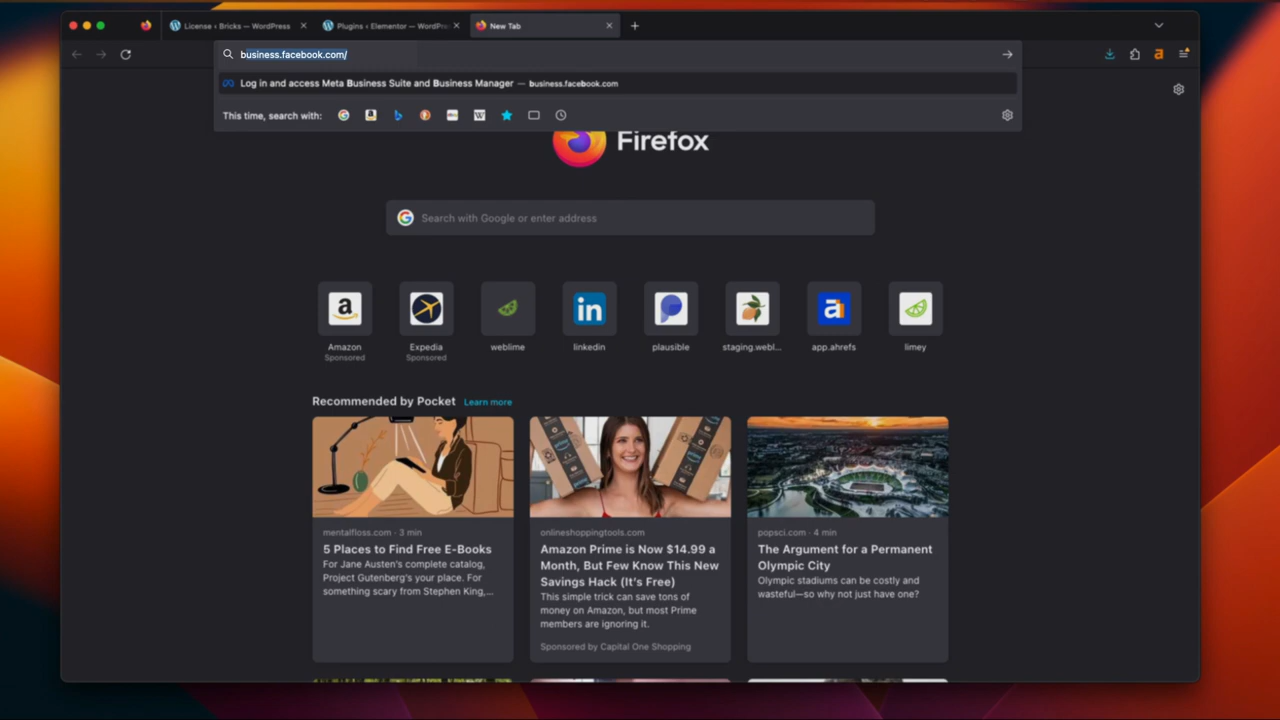 License ‹ Bricks — WordPress
Plugins ‹ Elementor — WordPre
New Tab
business.facebook.com/
Log in and access Meta Business Suite and Business Manager — business.facebook.com
This time, search with:
Firefox
Search with Google or enter address
Amazon
Sponsored
Expedia
Sponsored
weblime
linkedin
plausible
staging.webl...
app.ahrefs
limey
Recommended by Pocket Learn more
mentalfloss.com · 3 min
5 Places to Find Free E-Books
For Jane Austen's complete catalog,
Project Gutenberg's your place. For
something scary from Stephen King,...
onlineshoppingtools.com
Amazon Prime is Now $14.99 a
Month, But Few Know This New
Savings Hack (It's Free)
This simple trick can save tons of
money on Amazon, but most Prime
members are ignoring it.
Sponsored by Capital One Shopping
popsci.com · 4 min
The Argument for a Permanent
Olympic City
Olympic stadiums can be costly and
wasteful—so why not just have one?